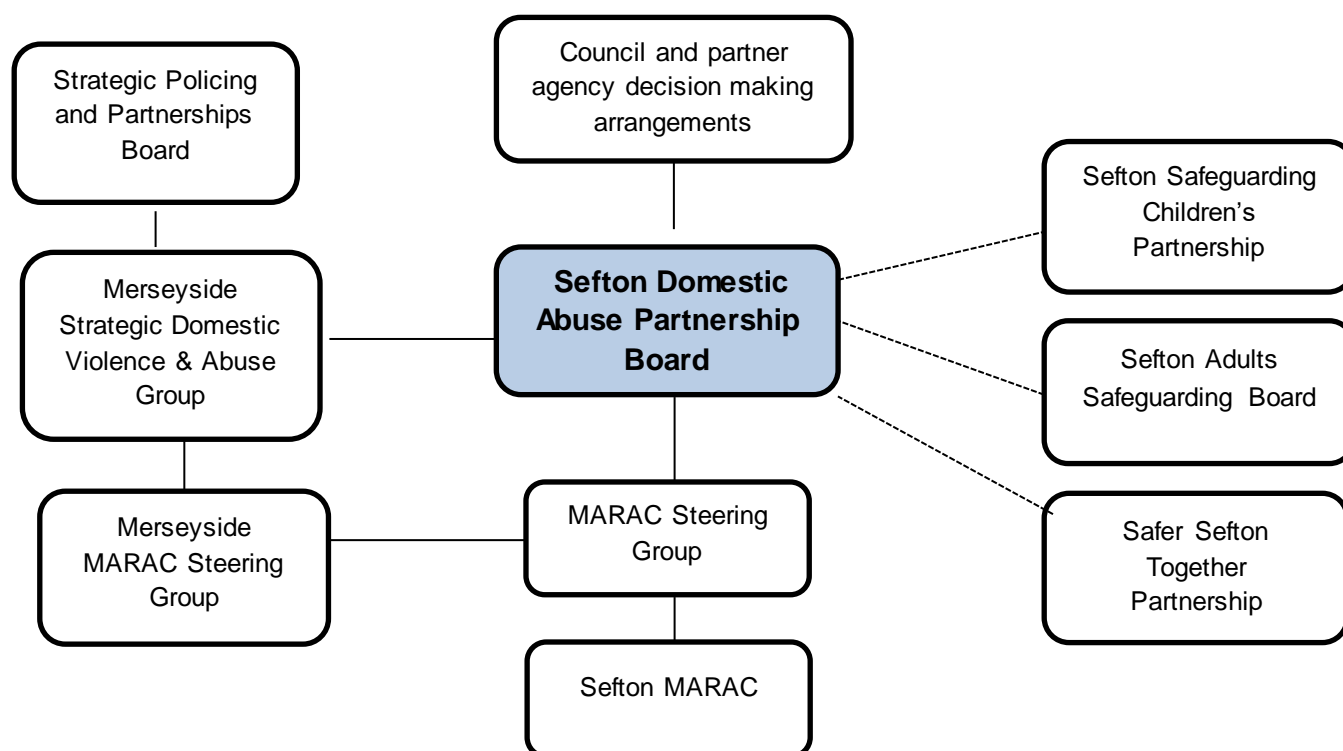 Strategic Policing
and Partnerships
Board
Council and partner
agency decision making
arrangements
Sefton Safeguarding
Children’s
Partnership
Merseyside
Strategic Domestic
Violence & Abuse
Group
Sefton Domestic
Abuse Partnership
Board
Sefton Adults
Safeguarding Board
Merseyside
MARAC Steering
Group
MARAC Steering
Group
Safer Sefton
Together
Partnership
Sefton MARAC